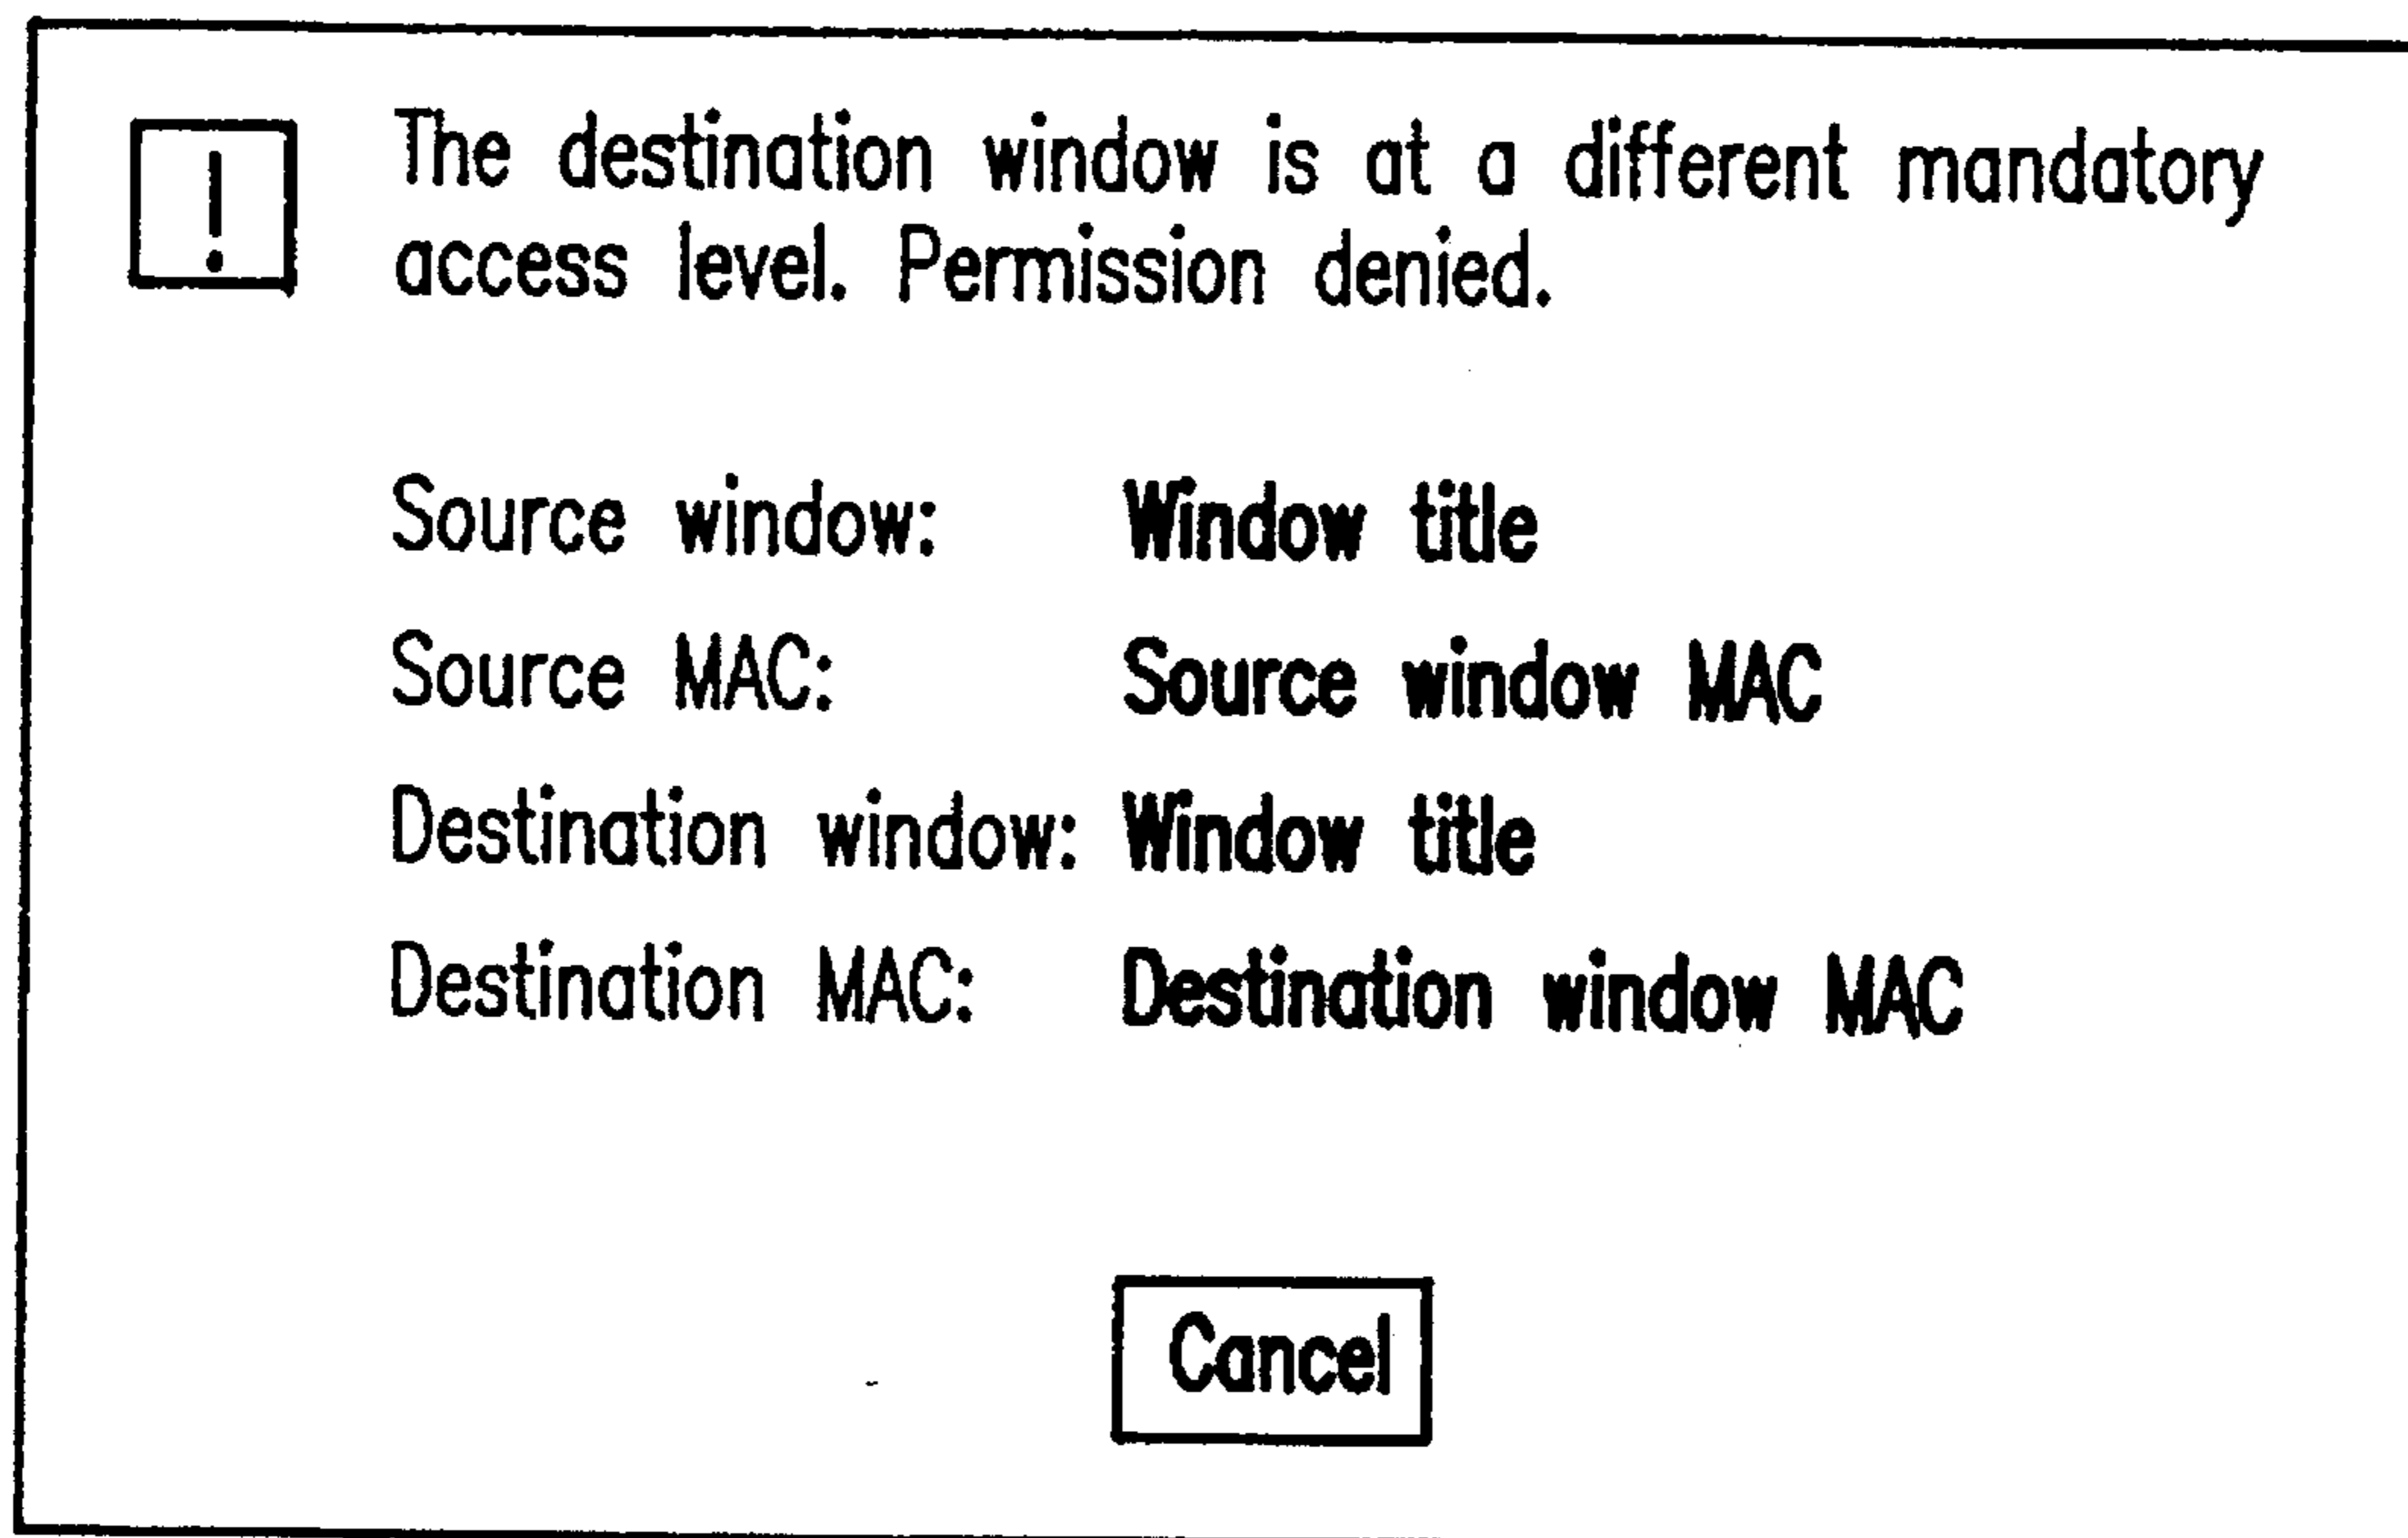 !
The destination window is at a different mandatory
access level. Permission denied.
Source window: Window title
Source MAC: Source window MAC
Destination window: Window title
Destination MAC: Destination window MAC
Cancel